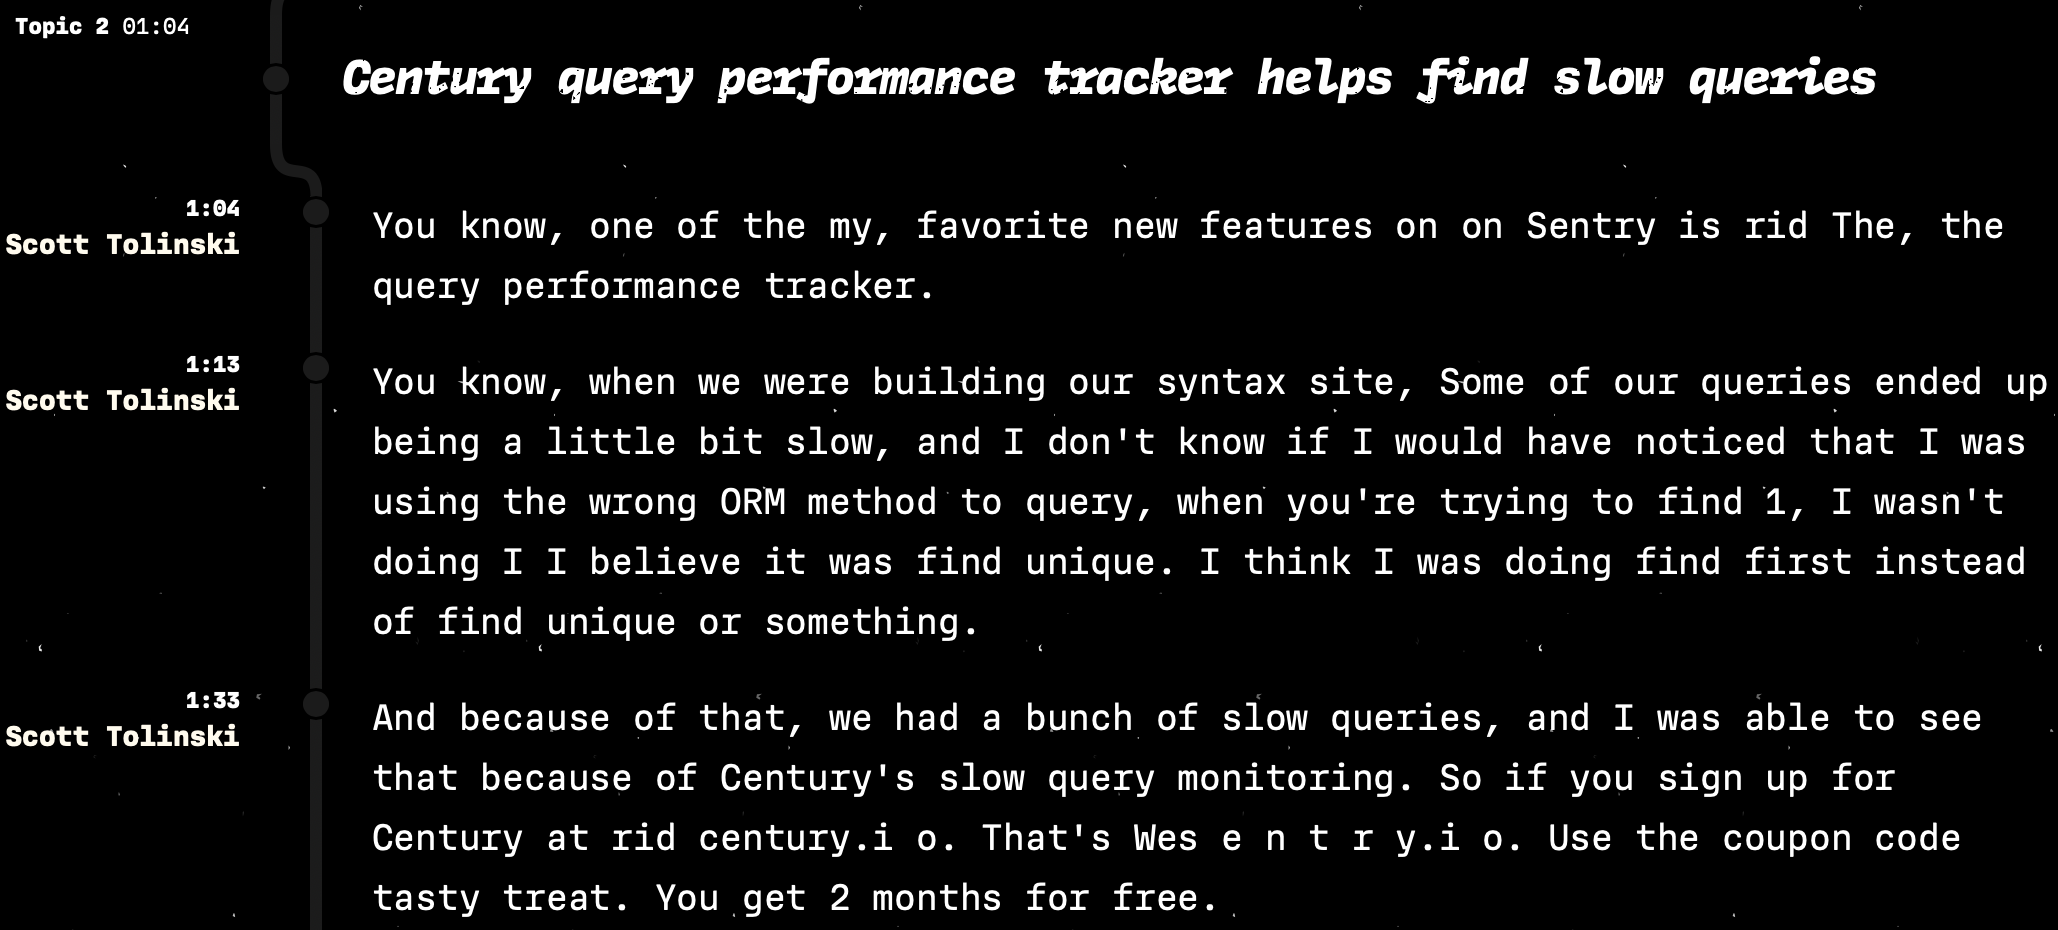 Topic 2 01:04
Century query performance tracker helps find slow queries
1:04
Scott Tolinski
You know, one of the my, favorite new features on on Sentry is rid The, the
query performance tracker.
1:13
Scott Tolinski
You know, when we were building our syntax site, Some of our queries ended up
being a little bit slow, and I don't know if I would have noticed that I was
using the wrong ORM method to query, when you're trying to find 1, I wasn't
doing I I believe it was find unique. I think I was doing find first instead
of find unique or something.
1:33
Scott Tolinski
And because of that, we had a bunch of slow queries, and I was able to see
that because of Century's slow query monitoring. So if you sign up for
Century at rid century.i o. That's Wes e n t r y.i o. Use the coupon code
tasty treat. You get 2 months for free.